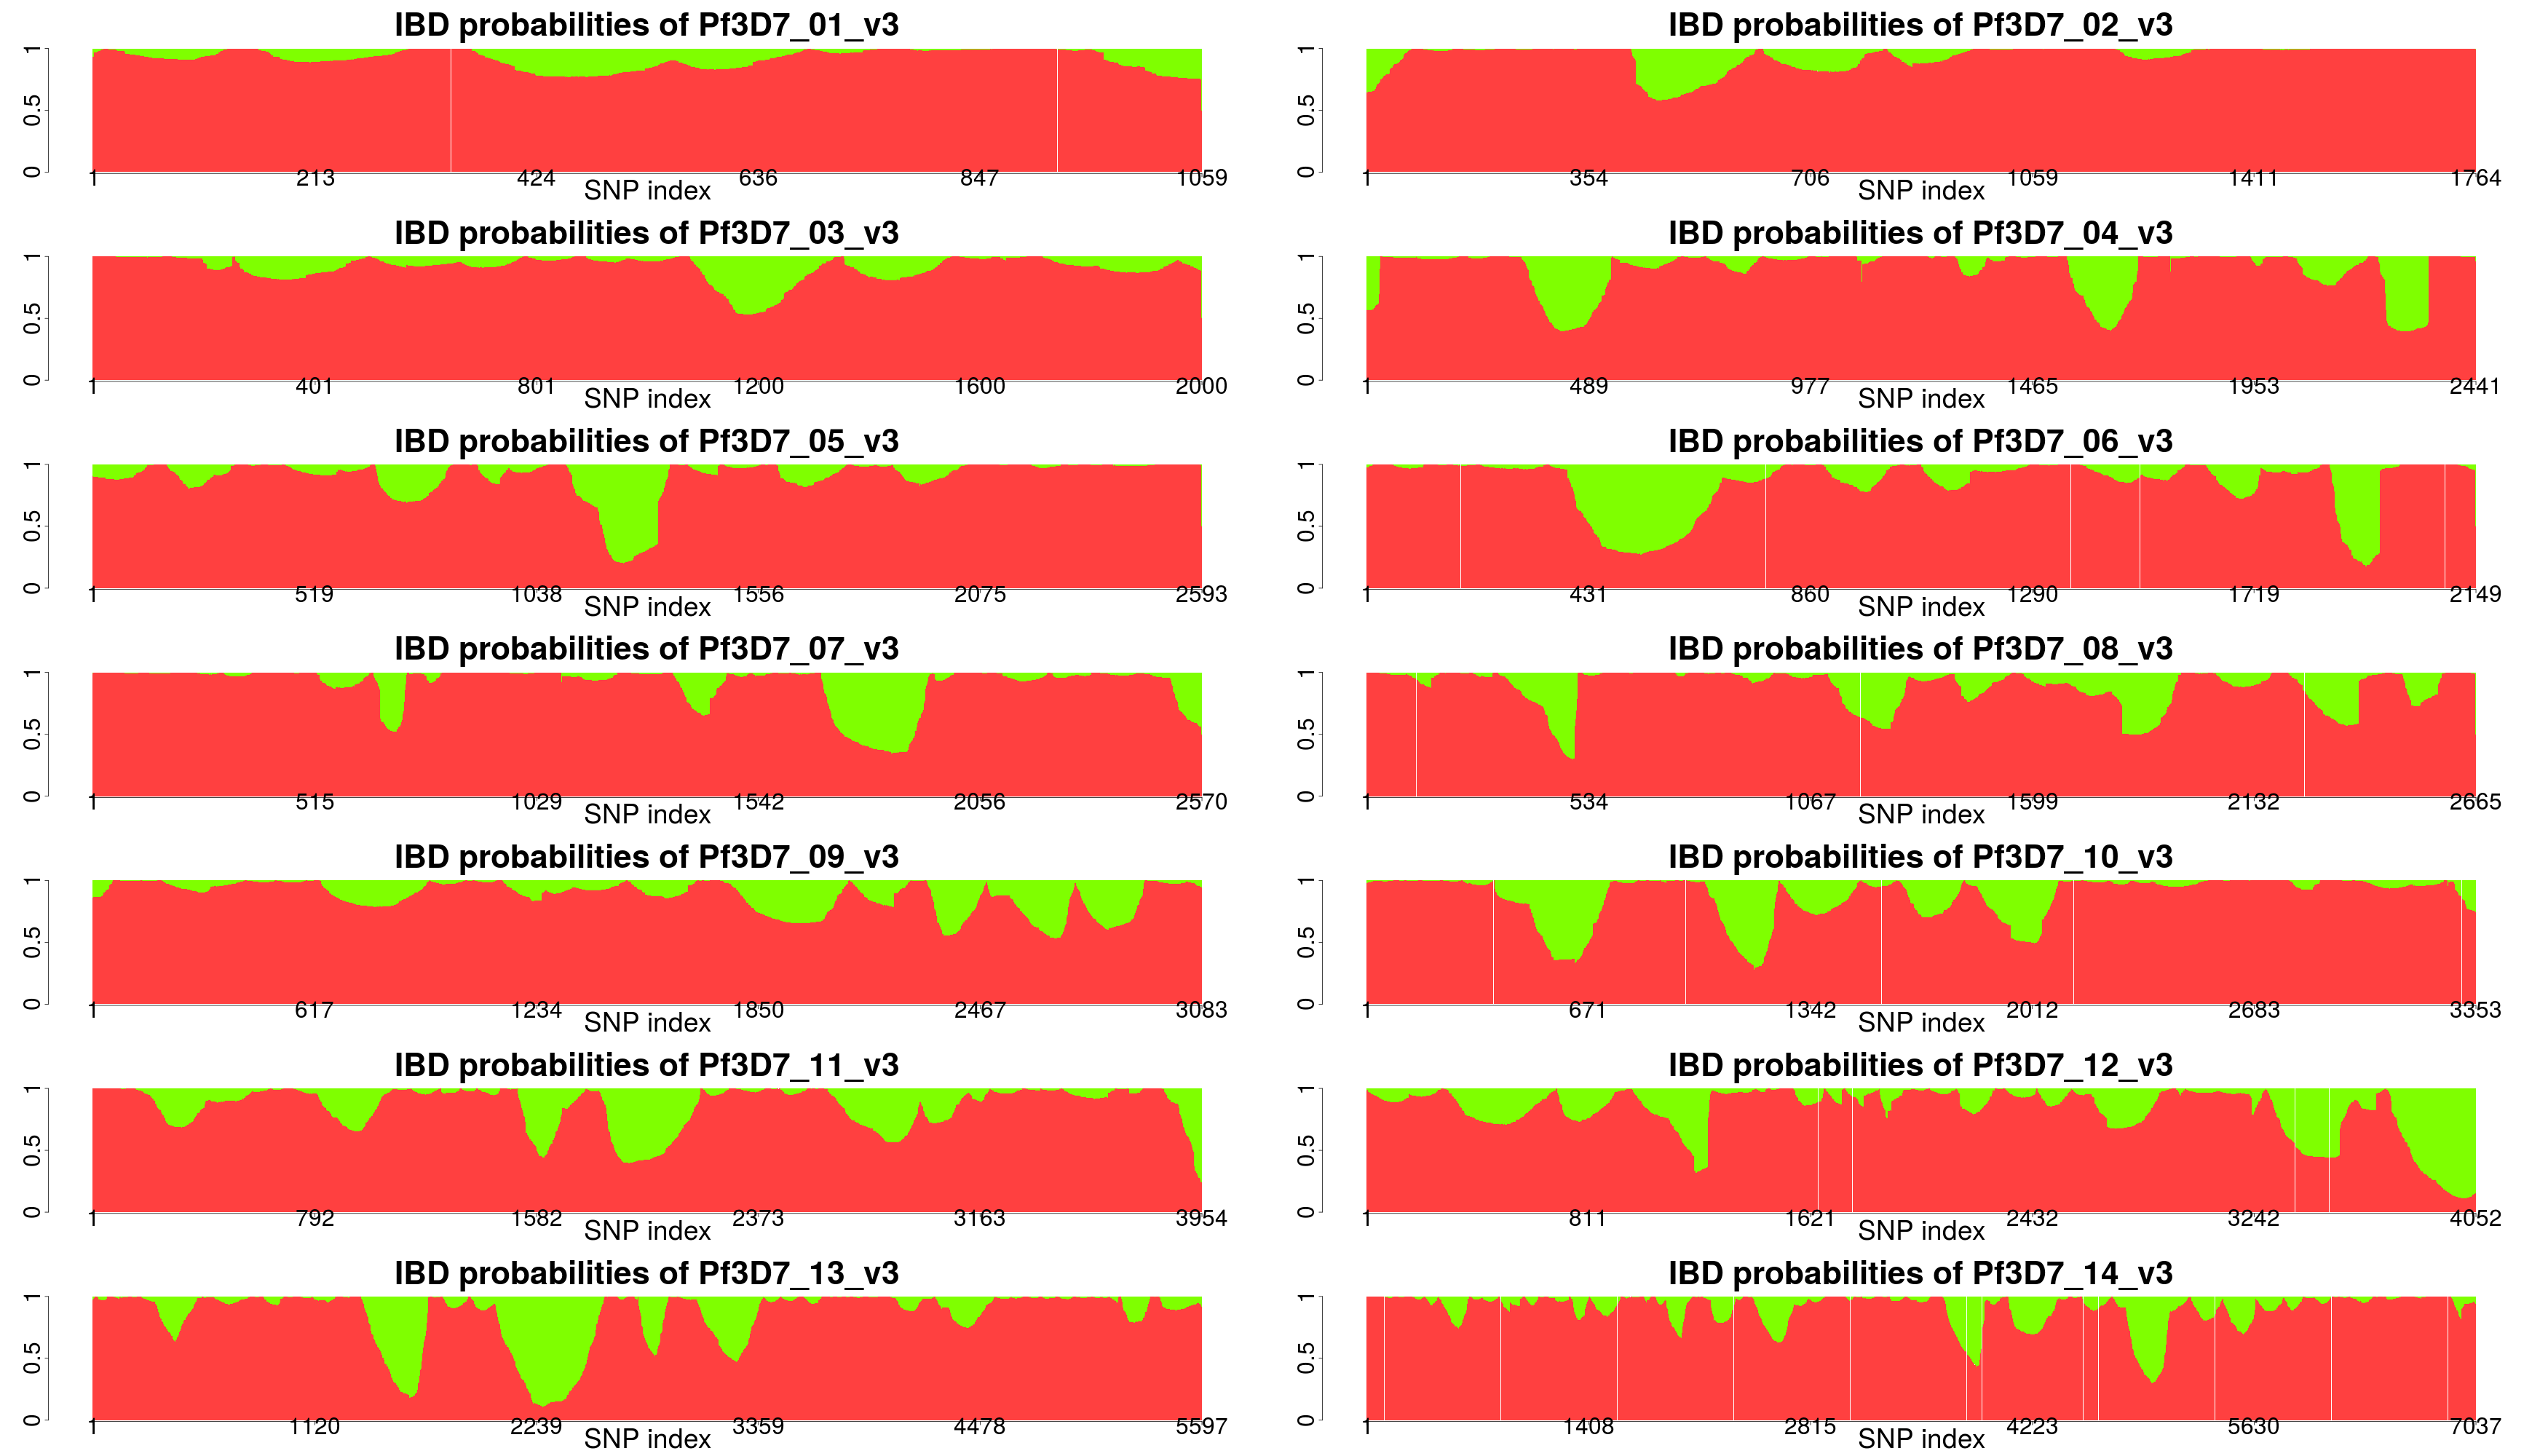 IBD probabilities of Pf3D7_01_v3
0 0.5 1
1 213 424 636 847 1059
SNP index
IBD probabilities of Pf3D7_02_v3
0 0.5 1
1 354 706 1059 1411 1764
SNP index
IBD probabilities of Pf3D7_03_v3
0 0.5 1
1 401 801 1200 1600 2000
SNP index
IBD probabilities of Pf3D7_04_v3
0 0.5 1
1 489 977 1465 1953 2441
SNP index
IBD probabilities of Pf3D7_05_v3
0 0.5 1
1 519 1038 1556 2075 2593
SNP index
IBD probabilities of Pf3D7_06_v3
0 0.5 1
1 431 860 1290 1719 2149
SNP index
IBD probabilities of Pf3D7_07_v3
0 0.5 1
1 515 1029 1542 2056 2570
SNP index
IBD probabilities of Pf3D7_08_v3
0 0.5 1
1 534 1067 1599 2132 2665
SNP index
IBD probabilities of Pf3D7_09_v3
0 0.5 1
1 617 1234 1850 2467 3083
SNP index
IBD probabilities of Pf3D7_10_v3
0 0.5 1
1 671 1342 2012 2683 3353
SNP index
IBD probabilities of Pf3D7_11_v3
0 0.5 1
1 792 1582 2373 3163 3954
SNP index
IBD probabilities of Pf3D7_12_v3
0 0.5 1
1 811 1621 2432 3242 4052
SNP index
IBD probabilities of Pf3D7_13_v3
0 0.5 1
1 1120 2239 3359 4478 5597
SNP index
IBD probabilities of Pf3D7_14_v3
0 0.5 1
1 1408 2815 4223 5630 7037
SNP index